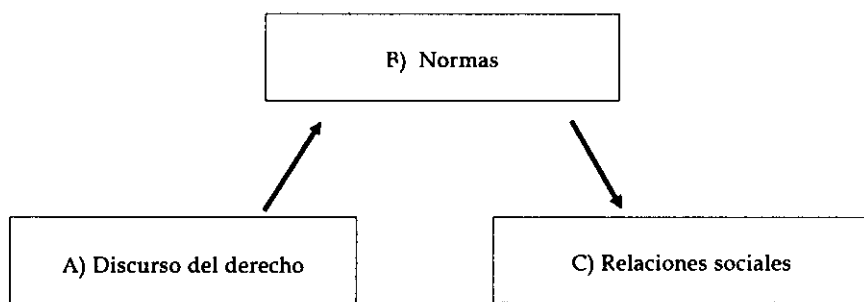 B) Normas
A) Discurso del derecho
C) Relaciones sociales